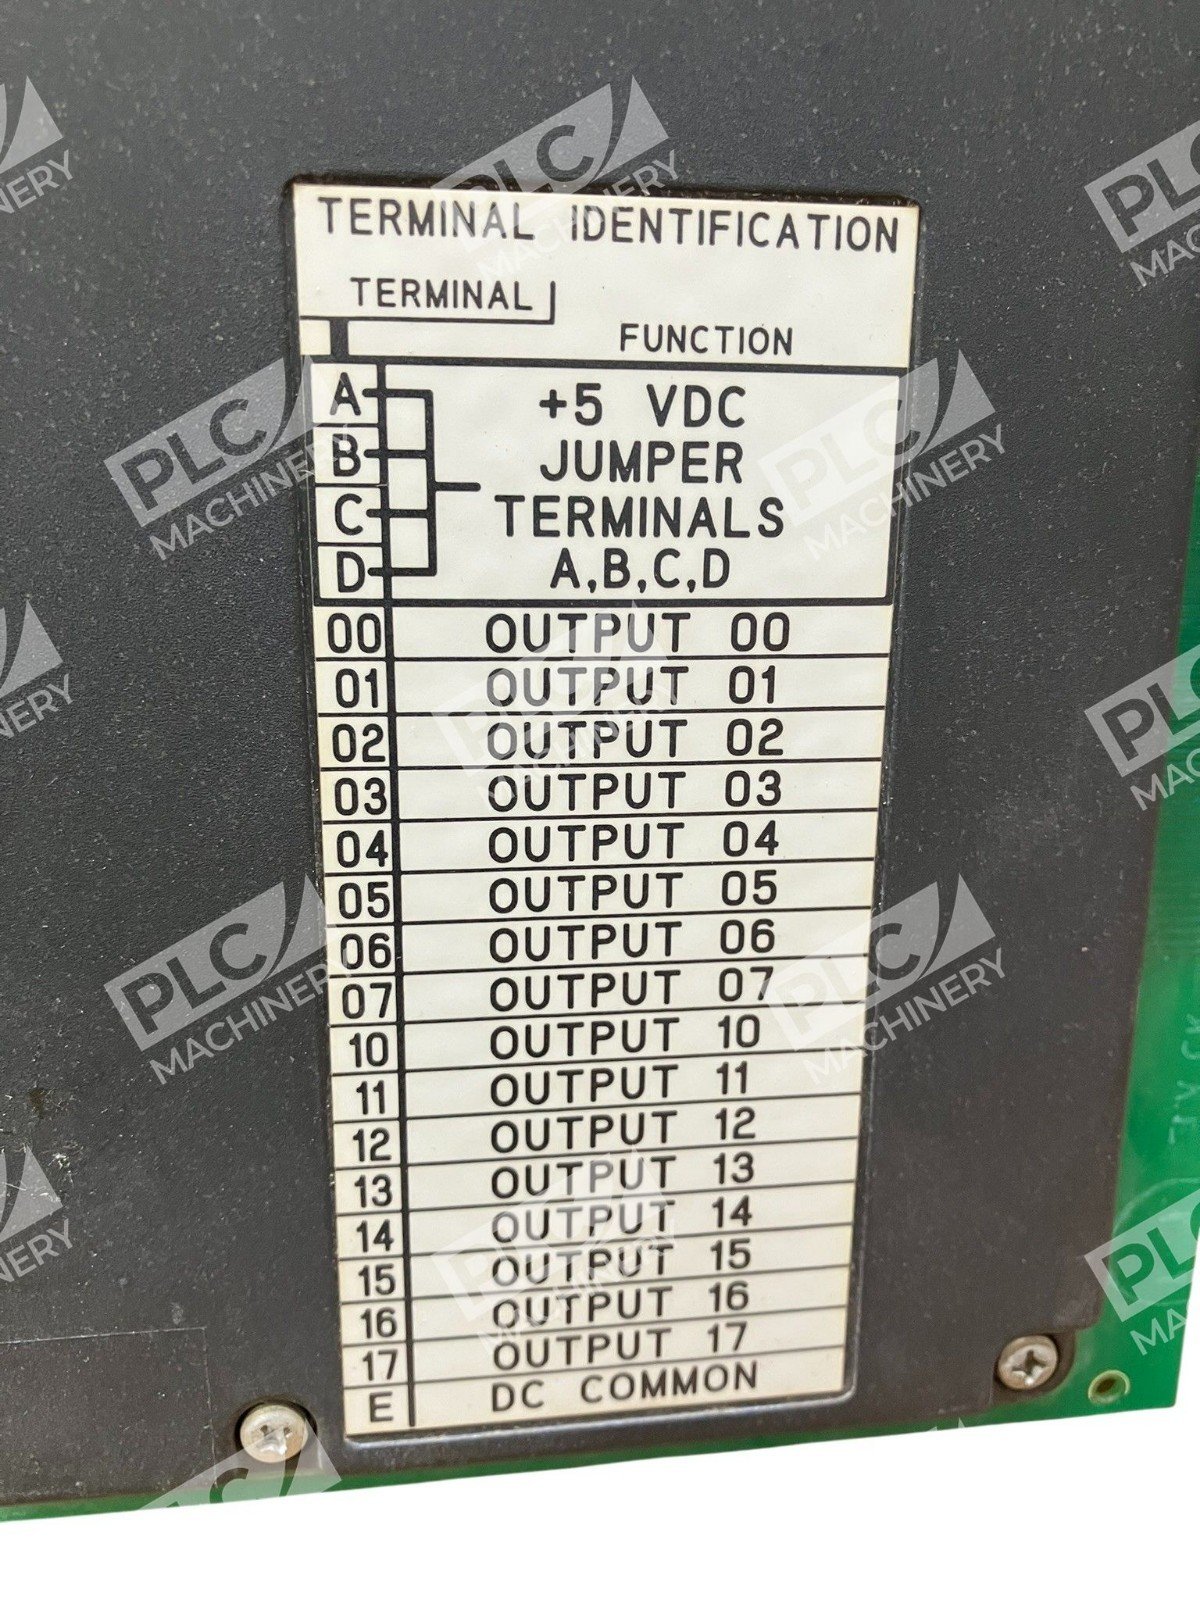 TERMINAL IDENTIFICATION
TERMINAL
FUNCTION
A
B
C
D
+5 VDC
JUMPER
TERMINALS
A,B,C,D
00 OUTPUT 00
01 OUTPUT 01
02 OUTPUT 02
03 OUTPUT 03
04 OUTPUT 04
05 OUTPUT 05
06 OUTPUT 06
07 OUTPUT 07
10 OUTPUT 10
11 OUTPUT 11
12 OUTPUT 12
13 OUTPUT 13
14 OUTPUT 14
15 OUTPUT 15
16 OUTPUT 16
17 OUTPUT 17
E DC COMMON
PLC
MACHINERY